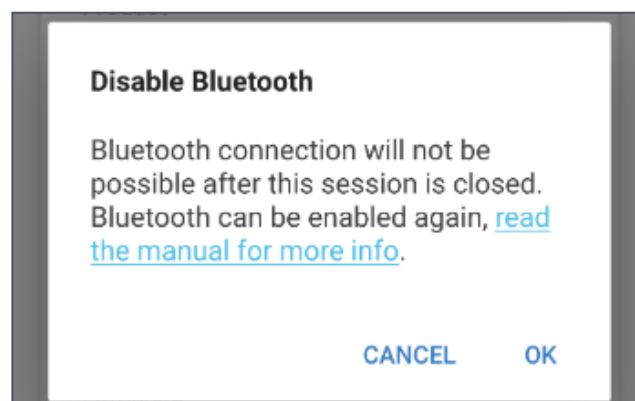 Disable Bluetooth
Bluetooth connection will not be
possible after this session is closed.
Bluetooth can be enabled again, read
the manual for more info.
CANCEL OK